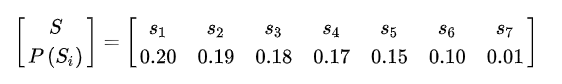 S s₁ s₂ s₃ s₄ s₅ s₆ s₇
P (Sᵢ) = 0.20 0.19 0.18 0.17 0.15 0.10 0.01